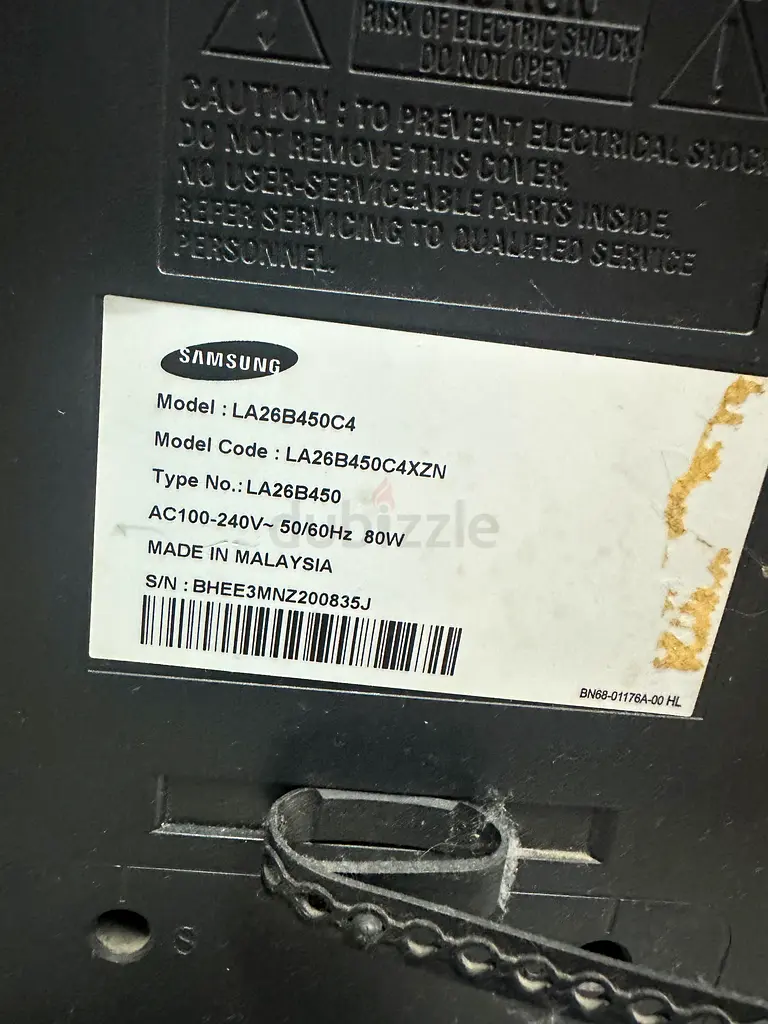 RISK OF ELECTRIC SHOCK
DO NOT OPEN
CAUTION : TO PREVENT ELECTRICAL SHOCK
DO NOT REMOVE THIS COVER.
NO USER-SERVICEABLE PARTS INSIDE.
REFER SERVICING TO QUALIFIED SERVICE
PERSONNEL.
SAMSUNG
Model : LA26B450C4
Model Code : LA26B450C4XZN
Type No.: LA26B450
AC100-240V~ 50/60Hz 80W
dubizzle
MADE IN MALAYSIA
S/N : BHEE3MNZ200835J
BN68-01176A-00 HL